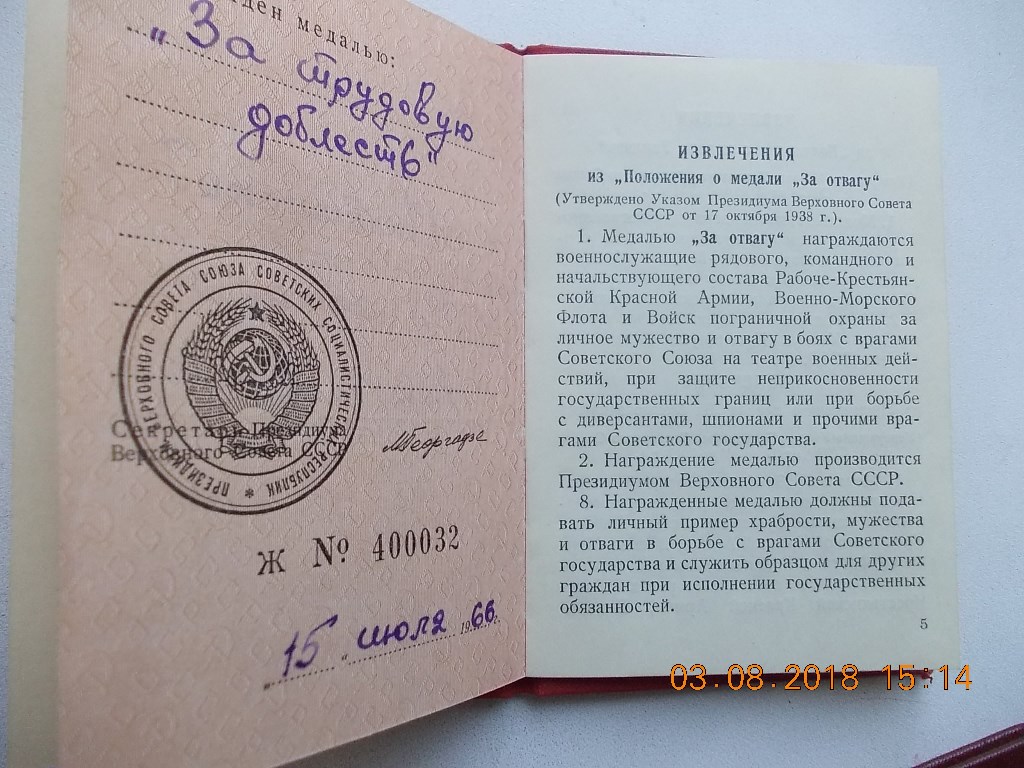 ден медалью:
„За трудовую
доблесть"
ПРЕЗИДИУМ ВЕРХОВНОГО СОВЕТА СОЮЗА СОВЕТСКИХ СОЦИАЛИСТИЧЕСКИХ РЕСПУБЛИК *
Секретарь Президиума
Верховного Совета СССР
МГеоргадзе
Ж № 400032
„15" июля 1966.
ИЗВЛЕЧЕНИЯ
из „Положения о медали „За отвагу"
(Утверждено Указом Президиума Верховного Совета
СССР от 17 октября 1938 г.).
1. Медалью „За отвагу" награждаются
военнослужащие рядового, командного и
начальствующего состава Рабоче-Крестьян-
ской Красной Армии, Военно-Морского
Флота и Войск пограничной охраны за
личное мужество и отвагу в боях с врагами
Советского Союза на театре военных дей-
ствий, при защите неприкосновенности
государственных границ или при борьбе
с диверсантами, шпионами и прочими вра-
гами Советского государства.
2. Награждение медалью производится
Президиумом Верховного Совета СССР.
8. Награжденные медалью должны пода-
вать личный пример храбрости, мужества
и отваги в борьбе с врагами Советского
государства и служить образцом для других
граждан при исполнении государственных
обязанностей.
5
03.08.2018 15:14